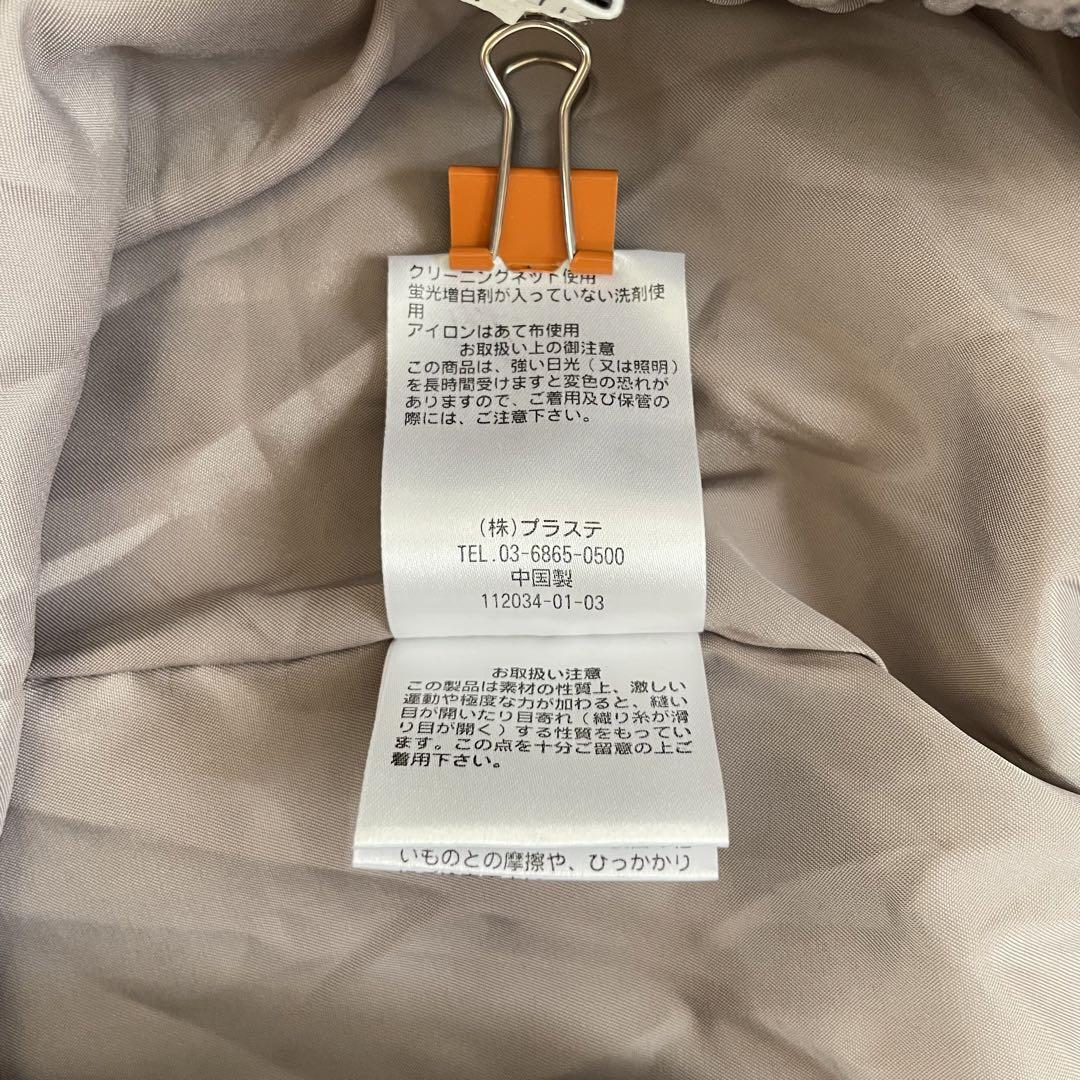 クリーニングネット使用
蛍光増白剤が入っていない洗剤使
用
アイロンはあて布使用
お取扱い上の御注意
この商品は、強い日光(又は照明)
を長時間受けますと変色の恐れが
ありますので、ご着用及び保管の
際には、ご注意下さい。
(株)プラステ
TEL.03-6865-0500
中国製
112034-01-03
お取扱い注意
この製品は素材の性質上、激しい
運動や極度な力が加わると、縫い
目が開いたり目寄れ(織り糸が滑
り目が開く)する性質をもってい
ます。この点を十分ご留意の上ご
着用下さい。
いものとの摩擦や、ひっかかり